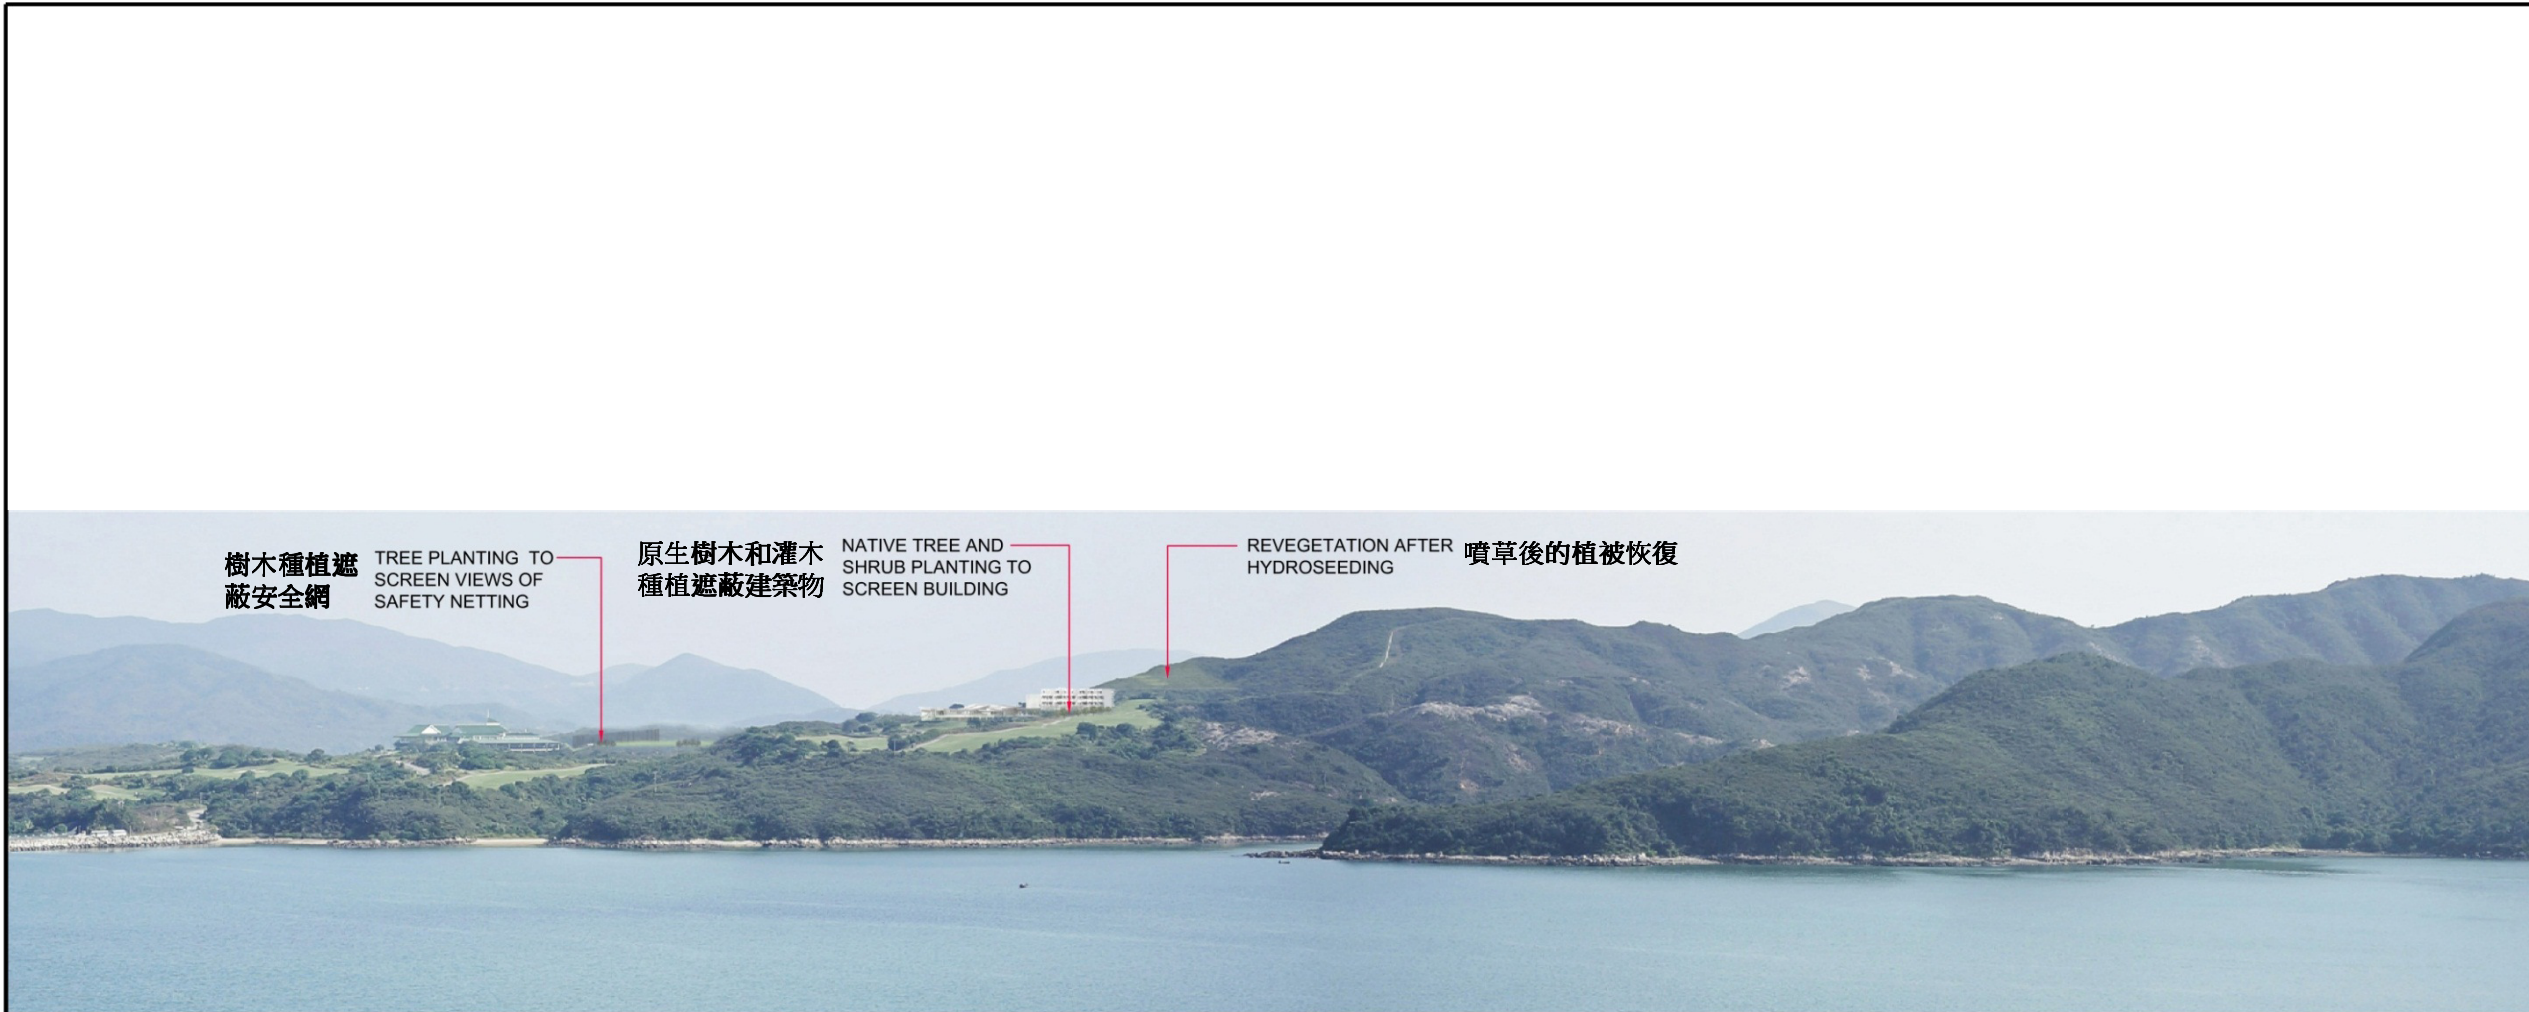 樹木種植遮
蔽安全網
TREE PLANTING TO
SCREEN VIEWS OF
SAFETY NETTING
原生樹木和灌木
種植遮蔽建築物
NATIVE TREE AND
SHRUB PLANTING TO
SCREEN BUILDING
REVEGETATION AFTER
HYDROSEEDING
噴草後的植被恢復